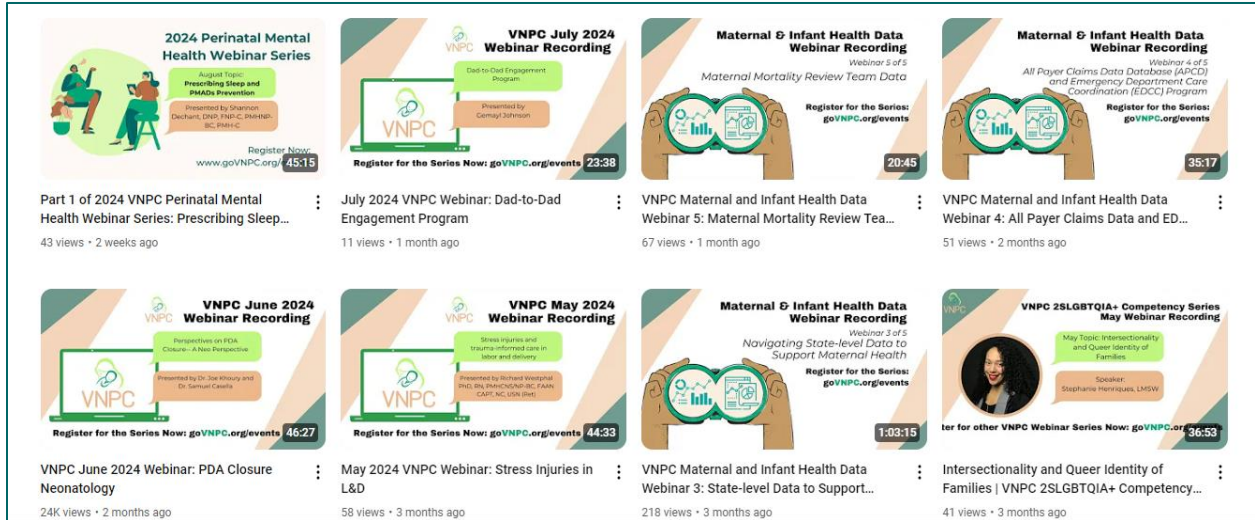 2024 Perinatal Mental
Health Webinar Series
August Topic:
Prescribing Sleep and
PMADs Prevention
Presented by Shannon
Dechant, DNP, FNP-C, PMHNP-
BC, PMH-C
Register Now:
www.goVNPC.org/
45:15
Part 1 of 2024 VNPC Perinatal Mental
Health Webinar Series: Prescribing Sleep...
43 views • 2 weeks ago
VNPC
VNPC July 2024
Webinar Recording
Dad-to-Dad Engagement
Program
Presented by
Gemayl Johnson
VNPC
Register for the Series Now: goVNPC.org/events
23:38
July 2024 VNPC Webinar: Dad-to-Dad
Engagement Program
11 views • 1 month ago
Maternal & Infant Health Data
Webinar Recording
Webinar 5 of 5
Maternal Mortality Review Team Data
Register for the Series:
goVNPC.org/events
20:45
VNPC Maternal and Infant Health Data
Webinar 5: Maternal Mortality Review Tea...
67 views • 1 month ago
Maternal & Infant Health Data
Webinar Recording
Webinar 4 of 5
All Payer Claims Data Database (APCD)
and Emergency Department Care
Coordination (EDCC) Program
Register for the Series:
goVNPC.org/events
35:17
VNPC Maternal and Infant Health Data
Webinar 4: All Payer Claims Data and ED...
51 views • 2 months ago
VNPC
VNPC June 2024
Webinar Recording
Perspectives on PDA
Closure-- A Neo Perspective
Presented by Dr. Joe Khoury and
Dr. Samuel Casella
VNPC
Register for the Series Now: goVNPC.org/events
46:27
VNPC June 2024 Webinar: PDA Closure
Neonatology
24K views • 2 months ago
VNPC
VNPC May 2024
Webinar Recording
Stress injuries and
trauma-informed care in
labor and delivery
Presented by Richard Westphal
PhD, RN, PMHCNS/NP-BC, FAAN
CAPT, NC, USN (Ret)
VNPC
Register for the Series Now: goVNPC.org/events
44:33
May 2024 VNPC Webinar: Stress Injuries in
L&D
58 views • 3 months ago
Maternal & Infant Health Data
Webinar Recording
Webinar 3 of 5
Navigating State-level Data to
Support Maternal Health
Register for the Series:
goVNPC.org/events
1:03:15
VNPC Maternal and Infant Health Data
Webinar 3: State-level Data to Support...
218 views • 3 months ago
VNPC
VNPC 2SLGBTQIA+ Competency Series
May Webinar Recording
May Topic: Intersectionality
and Queer Identity of
Families
Speaker:
Stephanie Henriques, LMSW
ter for other VNPC Webinar Series Now: goVNPC.org
36:53
Intersectionality and Queer Identity of
Families | VNPC 2SLGBTQIA+ Competency...
41 views • 3 months ago